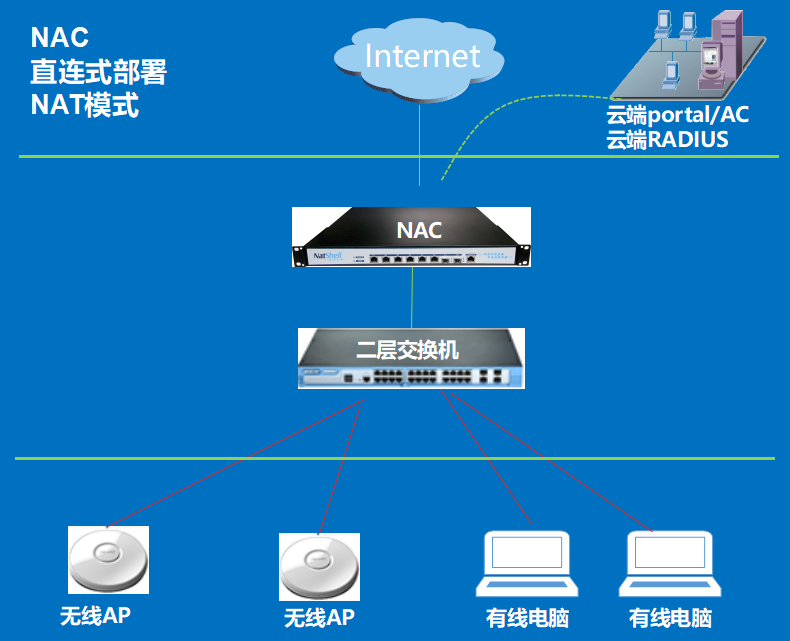 NAC
直连式部署
NAT模式
Internet
云端portal/AC
云端RADIUS
NAC
NatShell
二层交换机
无线AP
无线AP
有线电脑
有线电脑